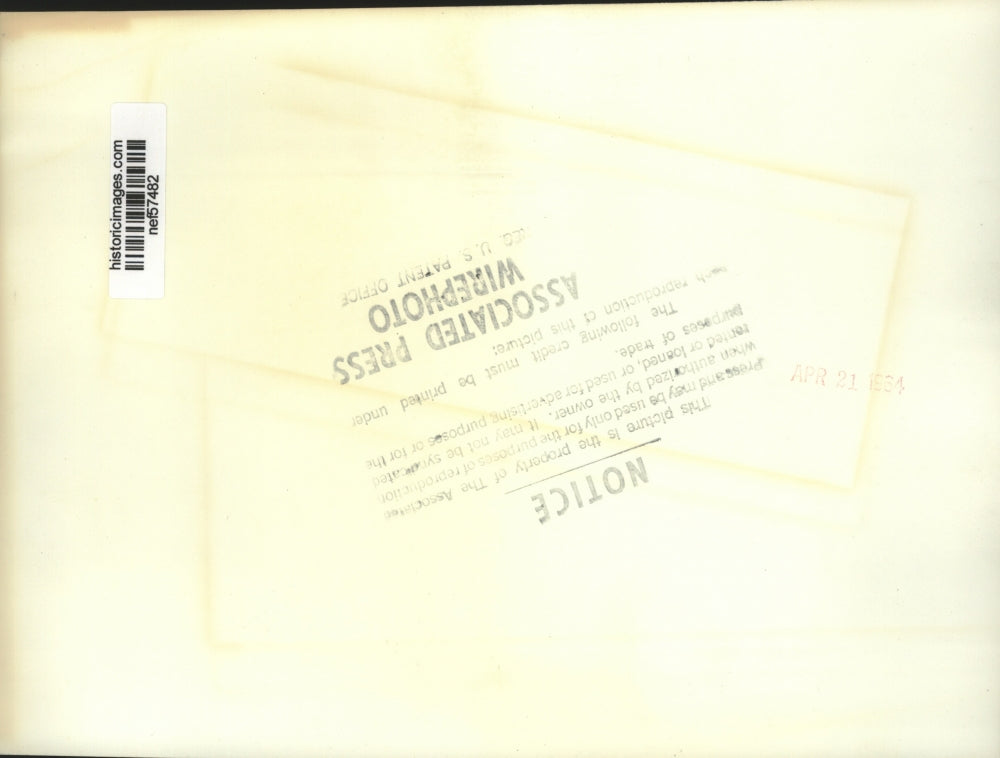 historicimages.com
nef57482
NOTICE
This picture is the property of The Associated
Press and may be used only for the purposes of reproduction
when authorized by the owner. It may not be syndicated
rented or loaned, or used for advertising purposes or for the
purposes of trade.
The following credit must be printed under
each reproduction of this picture:
ASSOCIATED PRESS
WIREPHOTO
REG. U. S. PATENT OFFICE
APR 21